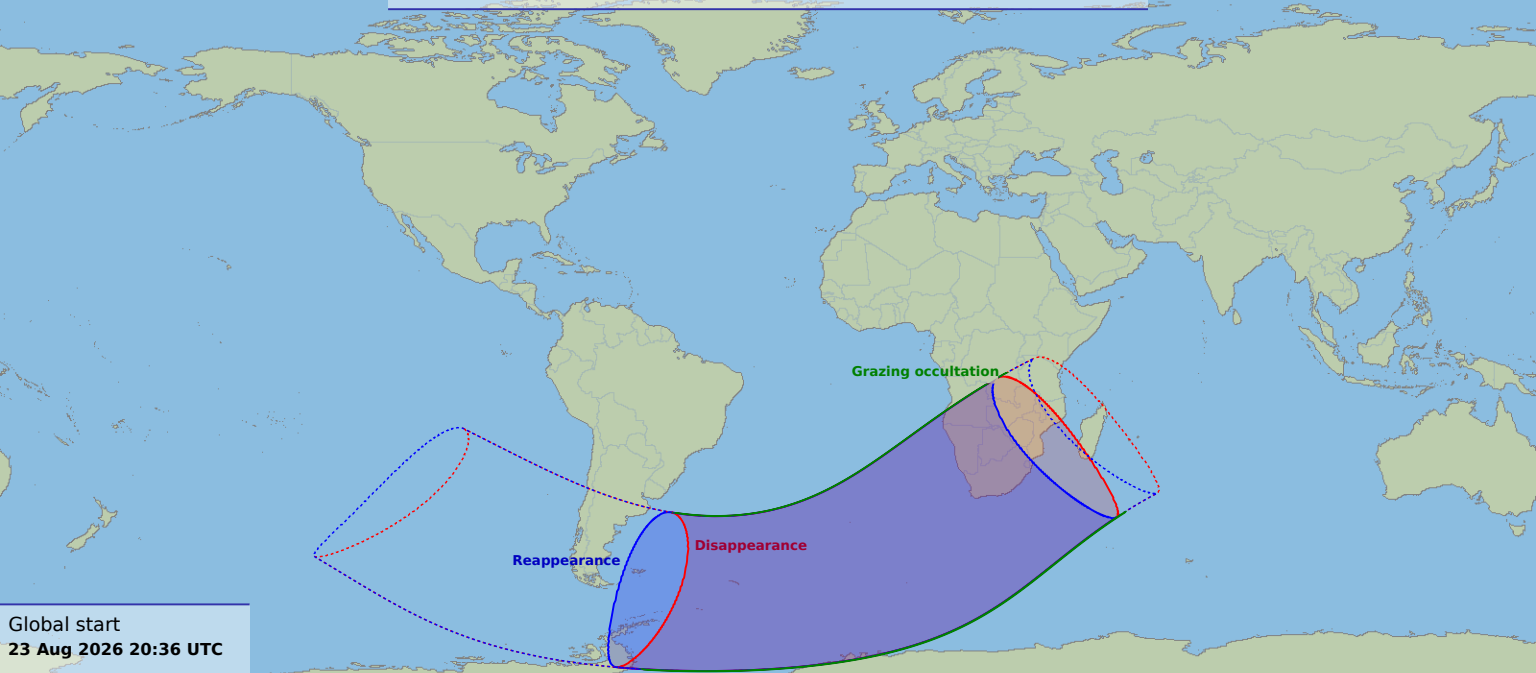 Grazing occultation
Disappearance
Reappearance
Global start
23 Aug 2026 20:36 UTC